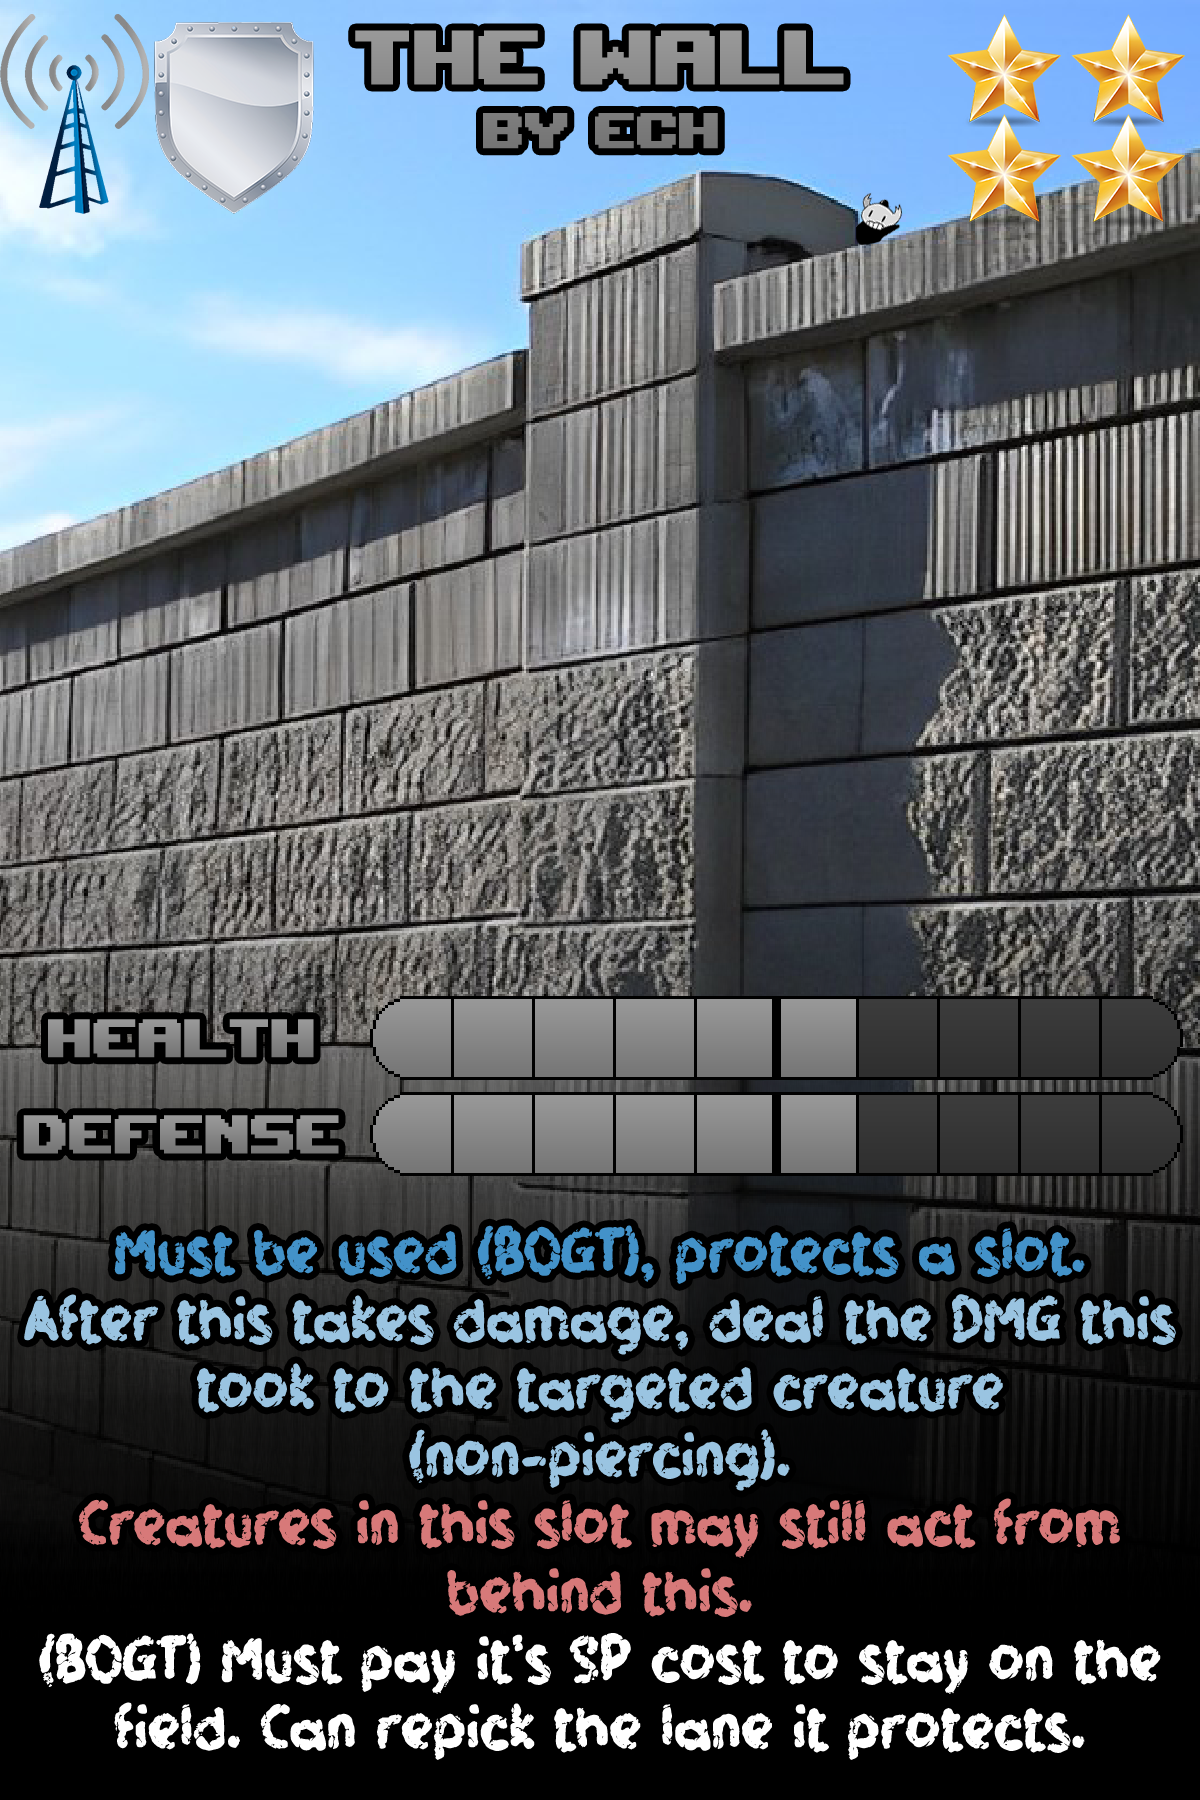 THE WALL
BY ECH
HEALTH
DEFENSE
Must be used (BOGT), protects a slot.
After this takes damage, deal the DMG this
took to the targeted creature
(non-piercing).
Creatures in this slot may still act from
behind this.
(BOGT) Must pay it's SP cost to stay on the
field. Can repick the lane it protects.